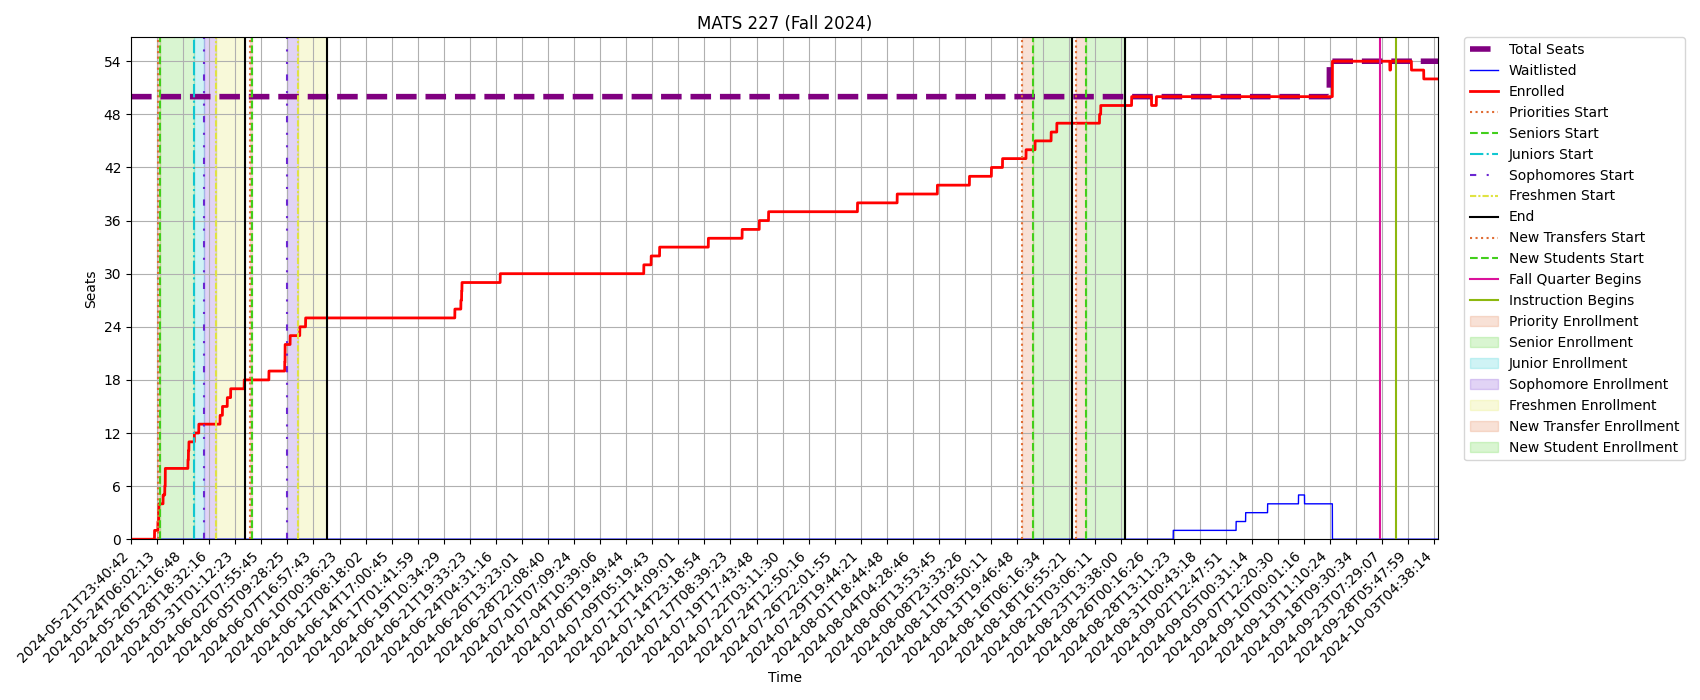 MATS 227 (Fall 2024)
Seats
54
48
42
36
30
24
18
12
6
0
2024-05-21T23:40:42
2024-05-24T06:02:13
2024-05-26T12:16:48
2024-05-28T18:32:16
2024-05-31T01:12:23
2024-06-02T07:55:45
2024-06-05T09:28:25
2024-06-07T16:57:43
2024-06-10T00:36:23
2024-06-12T08:18:02
2024-06-14T17:00:45
2024-06-17T01:41:59
2024-06-19T10:34:29
2024-06-21T19:33:23
2024-06-24T04:31:16
2024-06-26T13:23:01
2024-06-28T22:08:40
2024-07-01T07:09:24
2024-07-04T10:39:06
2024-07-06T19:49:44
2024-07-09T05:19:43
2024-07-12T14:09:01
2024-07-14T23:18:54
2024-07-17T08:39:23
2024-07-19T17:43:48
2024-07-22T03:11:30
2024-07-24T12:50:16
2024-07-26T22:01:55
2024-07-29T19:44:21
2024-08-01T18:44:48
2024-08-04T04:28:46
2024-08-06T13:53:45
2024-08-08T23:33:26
2024-08-11T09:50:11
2024-08-13T19:46:48
2024-08-16T06:16:34
2024-08-18T16:55:21
2024-08-21T03:06:11
2024-08-23T13:38:00
2024-08-26T00:16:26
2024-08-28T13:11:23
2024-08-31T00:43:18
2024-09-02T12:47:51
2024-09-05T00:31:14
2024-09-07T12:20:30
2024-09-10T00:01:16
2024-09-13T11:10:24
2024-09-18T09:30:34
2024-09-23T07:29:07
2024-09-28T05:47:59
2024-10-03T04:38:14
Time
Total Seats
Waitlisted
Enrolled
Priorities Start
Seniors Start
Juniors Start
Sophomores Start
Freshmen Start
End
New Transfers Start
New Students Start
Fall Quarter Begins
Instruction Begins
Priority Enrollment
Senior Enrollment
Junior Enrollment
Sophomore Enrollment
Freshmen Enrollment
New Transfer Enrollment
New Student Enrollment